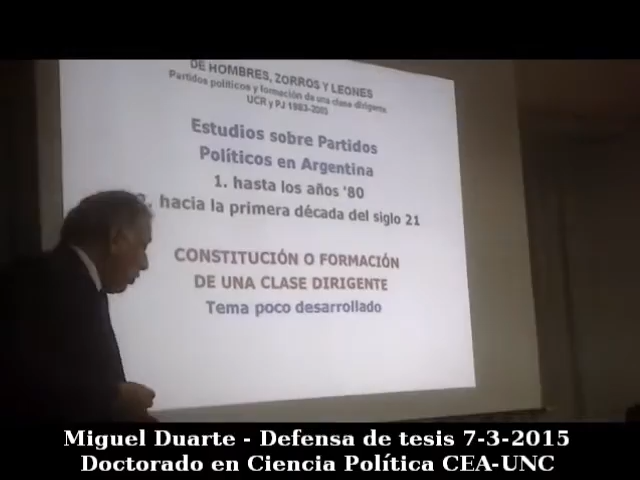 DE HOMBRES, ZORROS Y LEONES
Partidos políticos y formación de una clase dirigente
UCR y PJ 1983-2005
Estudios sobre Partidos
Políticos en Argentina
1. hasta los años '80
2. hacia la primera década del siglo 21
CONSTITUCIÓN O FORMACIÓN
DE UNA CLASE DIRIGENTE
Tema poco desarrollado
Miguel Duarte - Defensa de tesis 7-3-2015
Doctorado en Ciencia Política CEA-UNC